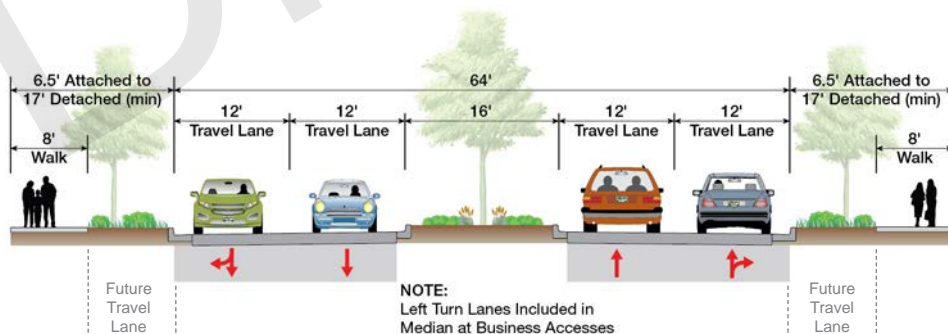 6.5' Attached to
17' Detached (min)
64'
6.5' Attached to
17' Detached (min)
12'
Travel Lane
12'
Travel Lane
16'
12'
Travel Lane
12'
Travel Lane
8'
Walk
8'
Walk
Future
Travel
Lane
NOTE:
Left Turn Lanes Included in
Median at Business Accesses
Future
Travel
Lane